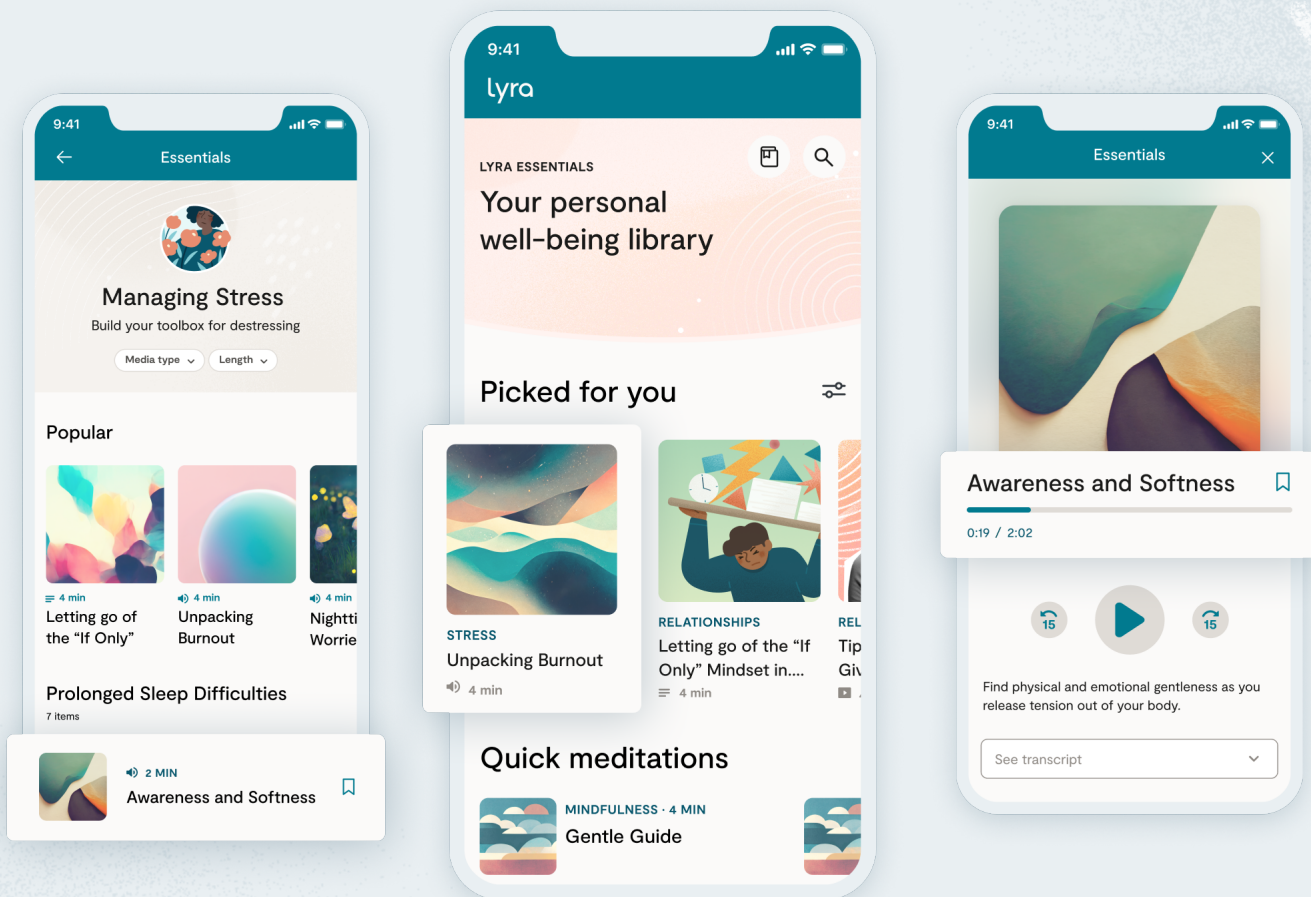 9:41
Essentials
Managing Stress
Build your toolbox for destressing
Media type
Length
Popular
4 min
Letting go of
the “If Only”
4 min
Unpacking
Burnout
4 min
Nightti
Worrie
Prolonged Sleep Difficulties
7 items
2 MIN
Awareness and Softness
9:41
lyra
LYRA ESSENTIALS
Your personal
well-being library
Picked for you
STRESS
Unpacking Burnout
4 min
RELATIONSHIPS
Letting go of the “If
Only” Mindset in....
4 min
REL
Tip
Giv
Quick meditations
MINDFULNESS · 4 MIN
Gentle Guide
9:41
Essentials
Awareness and Softness
0:19 / 2:02
15
15
Find physical and emotional gentleness as you
release tension out of your body.
See transcript